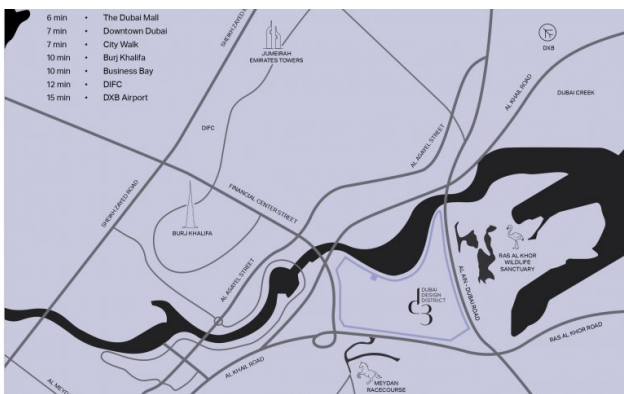 6 min • The Dubai Mall
7 min • Downtown Dubai
7 min • City Walk
10 min • Burj Khalifa
10 min • Business Bay
12 min • DIFC
15 min • DXB Airport
SHEIKH ZAYED ROAD
JUMEIRAH
EMIRATES TOWERS
DXB
AL KHAIL ROAD
DUBAI CREEK
DIFC
AL ASAYEL STREET
SHEIKH ZAYED ROAD
FINANCIAL CENTER STREET
BURJ KHALIFA
RAS AL KHOR
WILDLIFE
SANCTUARY
AL ASAYEL STREET
AL AIN - DUBAI ROAD
DUBAI
DESIGN
DISTRICT
d3
RAS AL KHOR ROAD
AL KHAIL ROAD
MEYDAN
RACECOURSE
AL MEYD